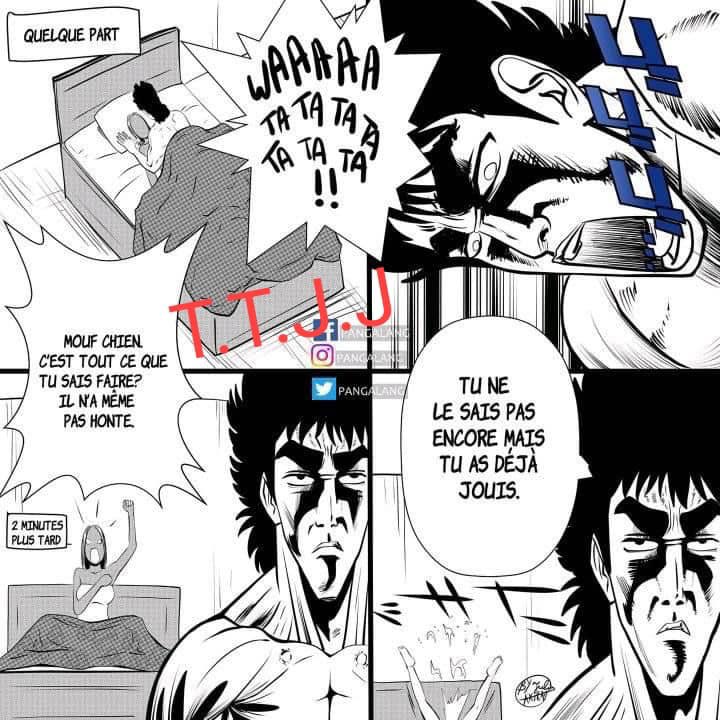 QUELQUE PART
WAAAAAA
TA TA TA TA
TA TA TA
!!
T.T.J.J
PANGALANG
PANGALANG
PANGALANG
MOUF CHIEN.
C'EST TOUT CE QUE
TU SAIS FAIRE?
IL N'A MÊME
PAS HONTE.
2 MINUTES
PLUS TARD
TU NE
LE SAIS PAS
ENCORE MAIS
TU AS DÉJÀ
JOUIS.